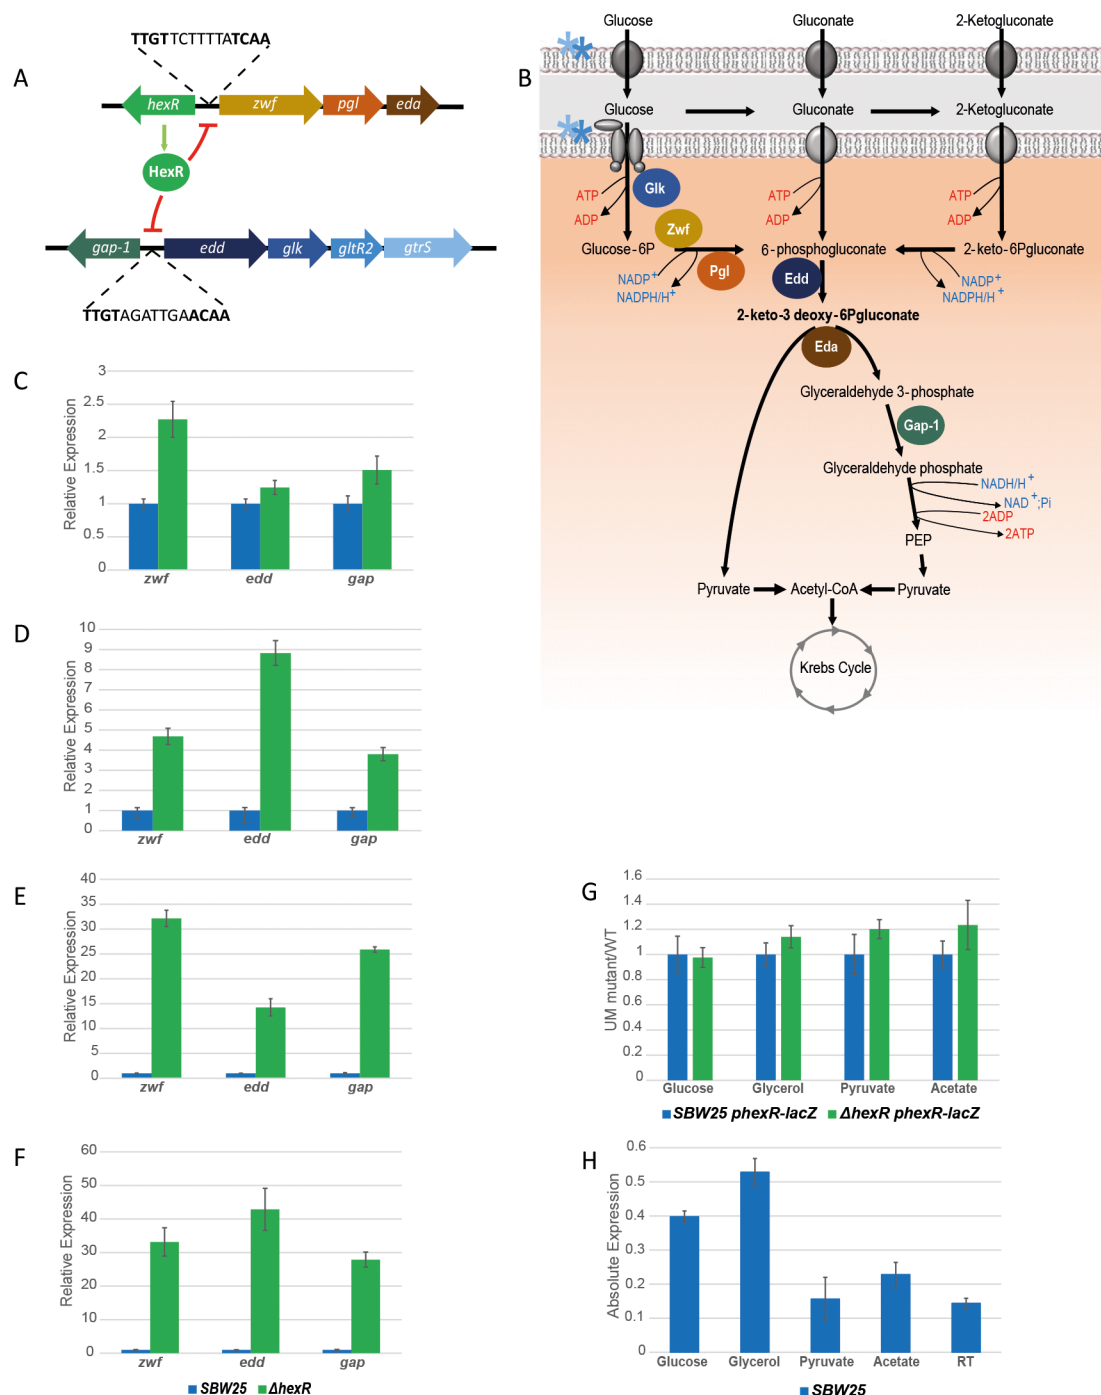 TTGTTCTTTTATCAA
A
hexR
zwf
pgl
eda
HexR
gap-1
edd
glk
gltR2
gtrS
TTGTAGATTGAACAA
B
Glucose
Gluconate
2-Ketogluconate
Glucose
Gluconate
2-Ketogluconate
ATP
ADP
Glk
ATP
ADP
ATP
ADP
Zwf
Glucose-6P
6-phosphogluconate
2-keto-6Pgluconate
NADP+
NADPH/H+
Pgl
Edd
NADP+
NADPH/H+
2-keto-3 deoxy-6Pgluconate
Eda
Glyceraldehyde 3-phosphate
Gap-1
Glyceraldehyde phosphate
NADH/H+
NAD+;Pi
2ADP
2ATP
PEP
Pyruvate
Acetyl-CoA
Pyruvate
Krebs Cycle
C
Relative Expression
3
2.5
2
1.5
1
0.5
0
zwf
edd
gap
D
Relative Expression
10
9
8
7
6
5
4
3
2
1
0
zwf
edd
gap
E
Relative Expression
40
35
30
25
20
15
10
5
0
zwf
edd
gap
F
Relative Expression
60
50
40
30
20
10
0
zwf
edd
gap
SBW25 ΔhexR
G
UM mutant/WT
1.6
1.4
1.2
1
0.8
0.6
0.4
0.2
0
Glucose
Glycerol
Pyruvate
Acetate
SBW25 phexR-lacZ ΔhexR phexR-lacZ
H
Absolute Expression
0.6
0.5
0.4
0.3
0.2
0.1
0
Glucose
Glycerol
Pyruvate
Acetate
RT
SBW25